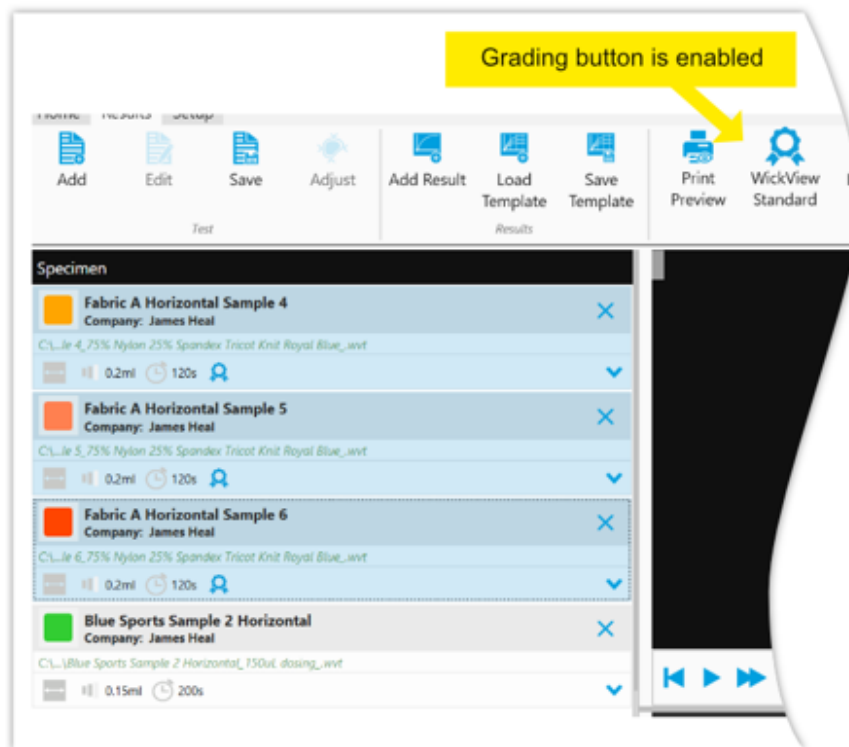 Grading button is enabled
Home Results Setup
Add Edit Save Adjust Add Result Load Template Save Template Print Preview WickView Standard
Test Results
Specimen
Fabric A Horizontal Sample 4
Company: James Heal
C:\...le 4_75% Nylon 25% Spandex Tricot Knit Royal Blue_.wvt
0.2ml 120s
Fabric A Horizontal Sample 5
Company: James Heal
C:\...le 5_75% Nylon 25% Spandex Tricot Knit Royal Blue_.wvt
0.2ml 120s
Fabric A Horizontal Sample 6
Company: James Heal
C:\...le 6_75% Nylon 25% Spandex Tricot Knit Royal Blue_.wvt
0.2ml 120s
Blue Sports Sample 2 Horizontal
Company: James Heal
C:\...\Blue Sports Sample 2 Horizontal_150uL dosing_.wvt
0.15ml 200s